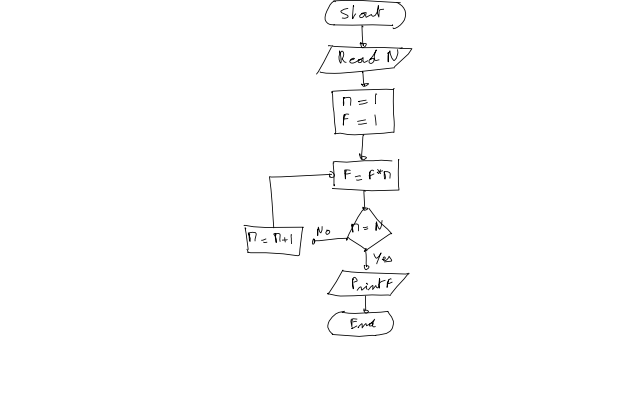 Start
Read N
n = 1
F = 1
F = F*n
n = N
No
n = n+1
Yes
Print F
End